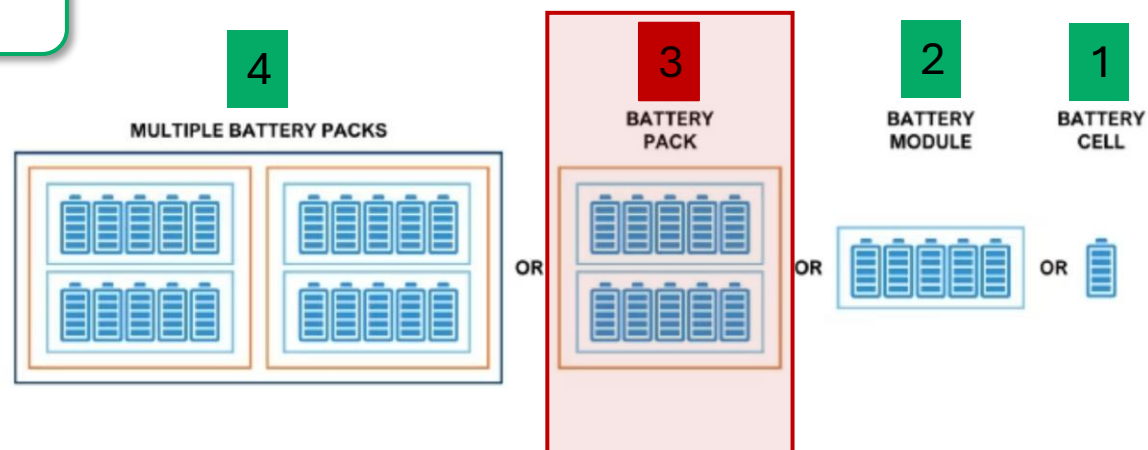 4
MULTIPLE BATTERY PACKS
OR
3
BATTERY
PACK
OR
2
BATTERY
MODULE
OR
1
BATTERY
CELL